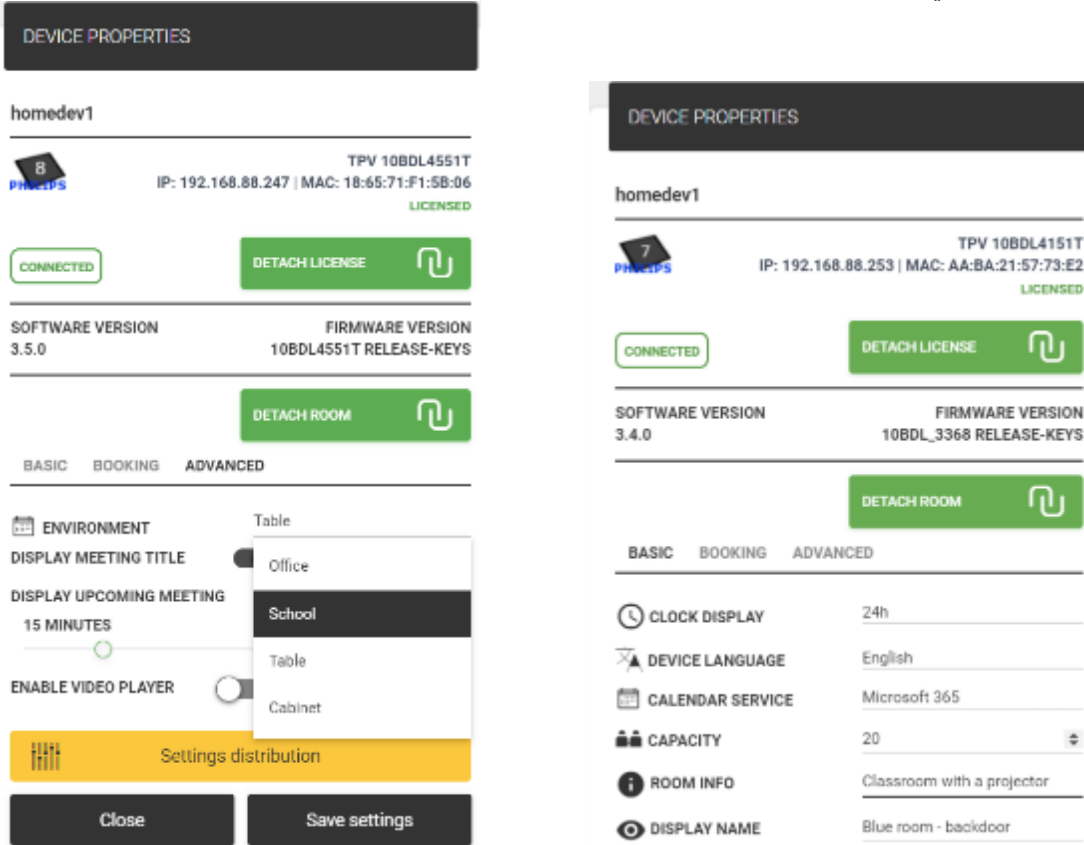 DEVICE PROPERTIES
homedev1
8
PHILIPS
TPV 10BDL4551T
IP: 192.168.88.247 | MAC: 18:65:71:F1:5B:06
LICENSED
CONNECTED
DETACH LICENSE
SOFTWARE VERSION
FIRMWARE VERSION
3.5.0
10BDL4551T RELEASE-KEYS
DETACH ROOM
BASIC BOOKING ADVANCED
ENVIRONMENT
Table
DISPLAY MEETING TITLE
Office
DISPLAY UPCOMING MEETING
School
15 MINUTES
Table
ENABLE VIDEO PLAYER
Cabinet
Settings distribution
Close
Save settings
DEVICE PROPERTIES
homedev1
7
PHILIPS
TPV 10BDL4151T
IP: 192.168.88.253 | MAC: AA:BA:21:57:73:E2
LICENSED
CONNECTED
DETACH LICENSE
SOFTWARE VERSION
FIRMWARE VERSION
3.4.0
10BDL_3368 RELEASE-KEYS
DETACH ROOM
BASIC BOOKING ADVANCED
CLOCK DISPLAY
24h
DEVICE LANGUAGE
English
CALENDAR SERVICE
Microsoft 365
CAPACITY
20
ROOM INFO
Classroom with a projector
DISPLAY NAME
Blue room - backdoor